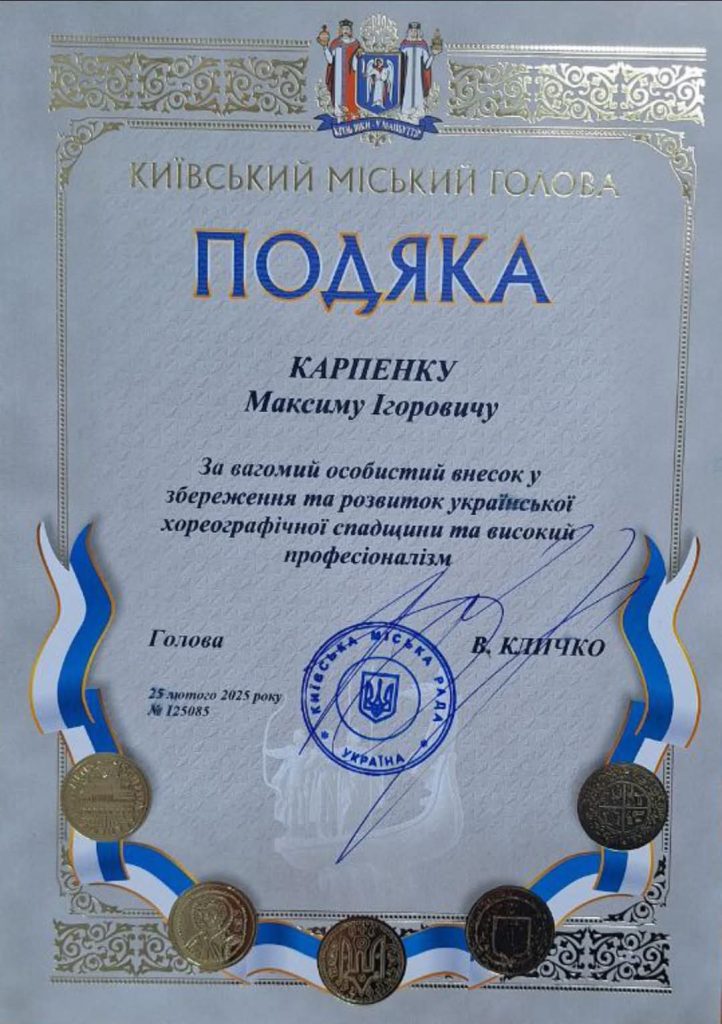 КИЇВСЬКИЙ МІСЬКИЙ ГОЛОВА
ПОДЯКА
КАРПЕНКУ
Максиму Ігоровичу
За вагомий особистий внесок у
збереження та розвиток української
хореографічної спадщини та високий
професіоналізм
Голова
В. КЛИЧКО
25 лютого 2025 року
№ 125085
КИЇВСЬКА МІСЬКА РАДА
УКРАЇНА